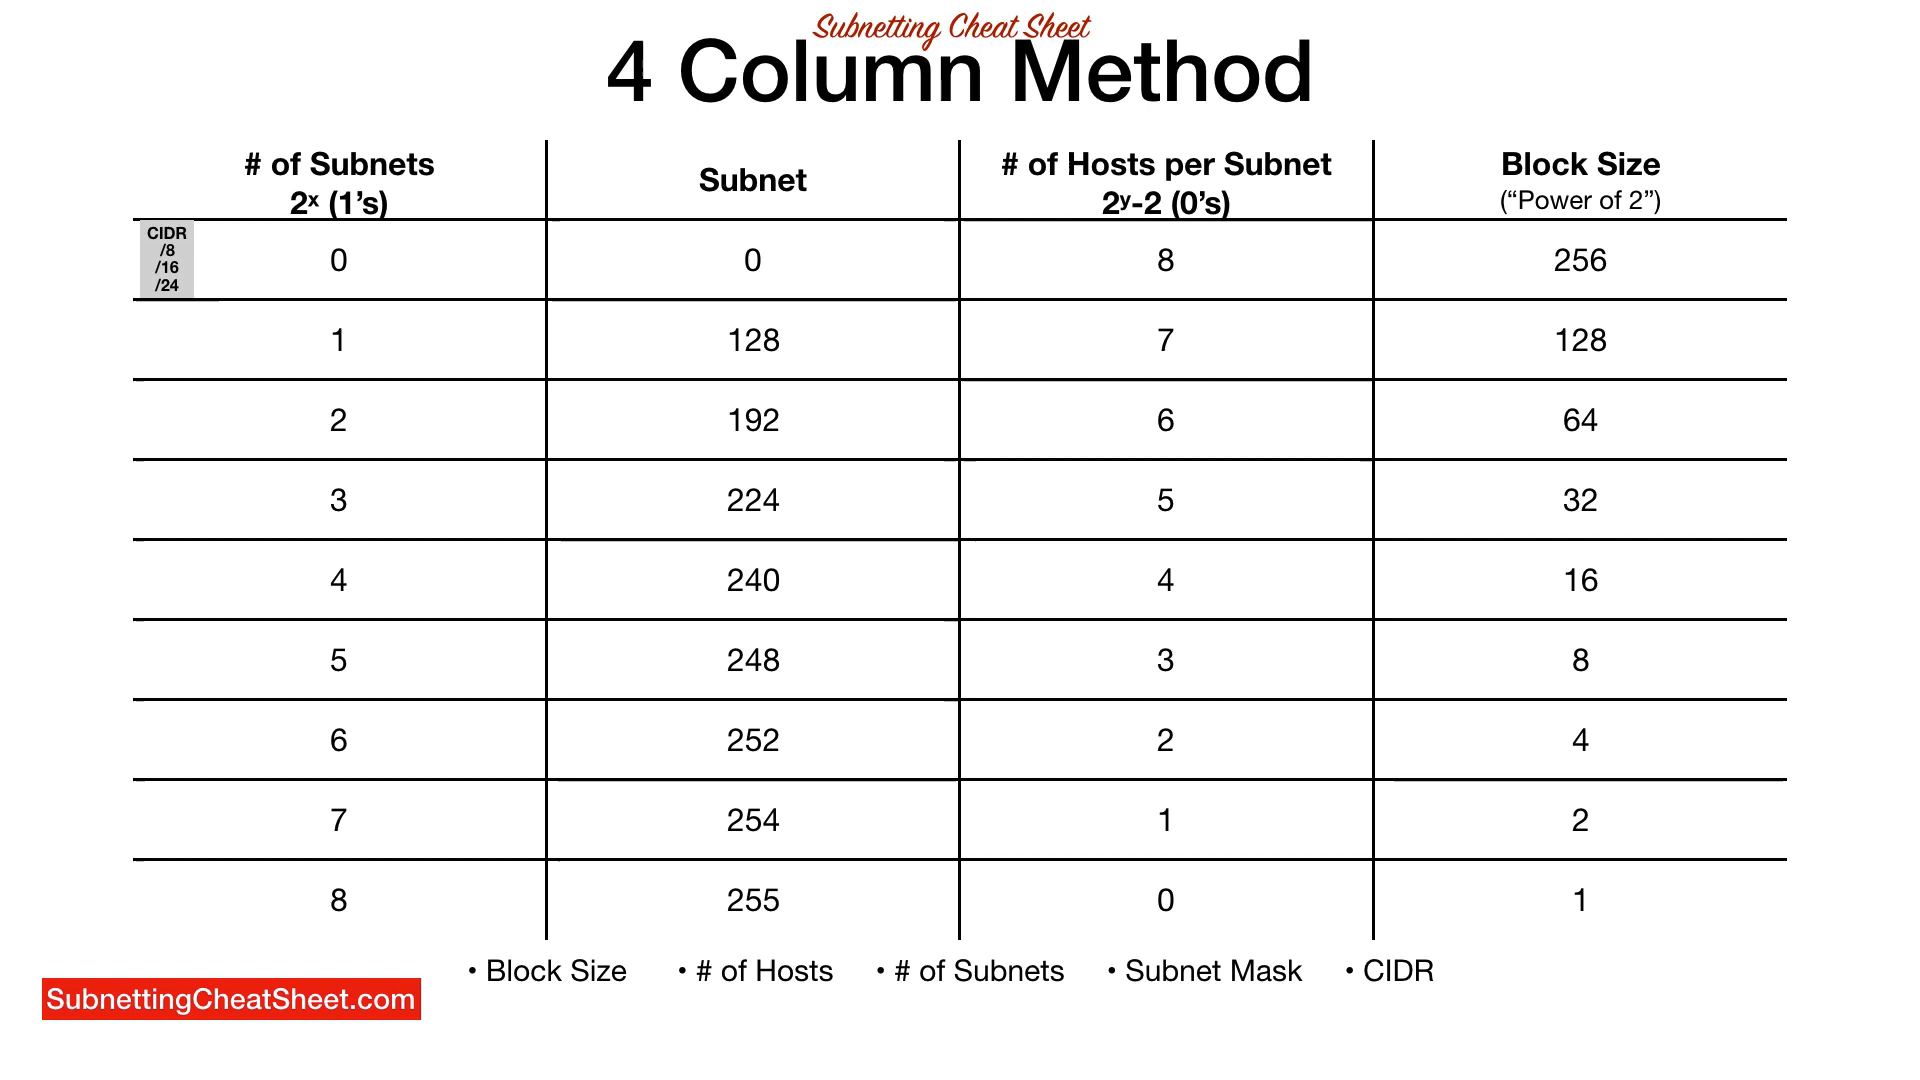 Subnetting Cheat Sheet
4 Column Method
# of Subnets
2ˣ (1’s)
Subnet
# of Hosts per Subnet
2ʸ-2 (0’s)
Block Size
(“Power of 2”)
CIDR
/8
/16
/24
0 0 8 256
1 128 7 128
2 192 6 64
3 224 5 32
4 240 4 16
5 248 3 8
6 252 2 4
7 254 1 2
8 255 0 1
• Block Size • # of Hosts • # of Subnets • Subnet Mask • CIDR
SubnettingCheatSheet.com